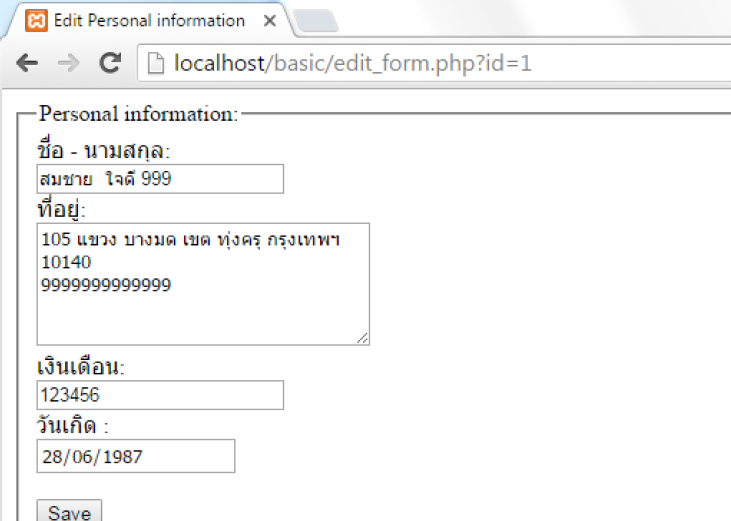 Edit Personal information
localhost/basic/edit_form.php?id=1
Personal information:
ชื่อ - นามสกุล:
สมชาย ใจดี 999
ที่อยู่:
105 แขวง บางมด เขต ทุ่งครุ กรุงเทพฯ
10140
9999999999999
เงินเดือน:
123456
วันเกิด :
28/06/1987
Save